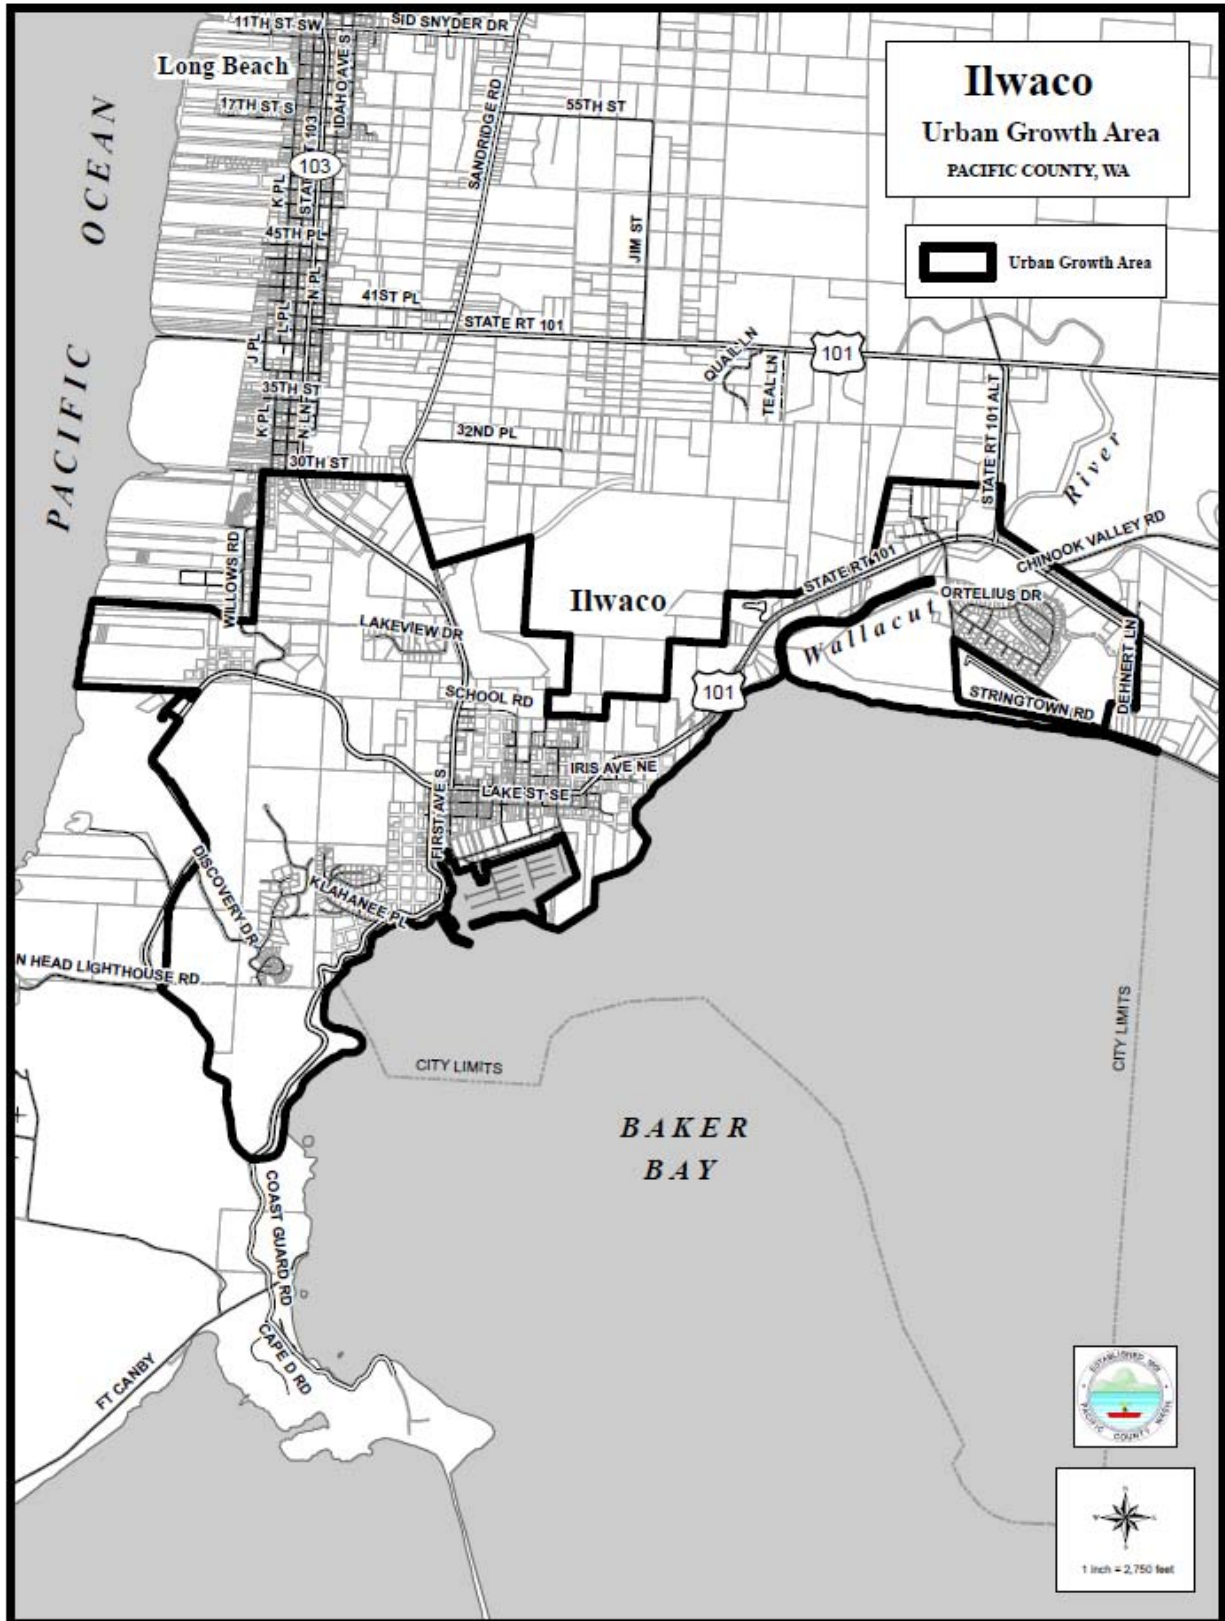 11TH ST SW
SID SNYDER DR
Long Beach
IDAHO AVE S
17TH ST S
STATE RT 103
103
SANDRIDGE RD
55TH ST
Ilwaco
Urban Growth Area
PACIFIC COUNTY, WA
Urban Growth Area
PACIFIC OCEAN
K PL
45TH PL
JIM ST
N PL
L PL
41ST PL
STATE RT 101
101
J PL
QUAIL LN
TEAL LN
35TH ST
K PL
N LN
STATE RT 101 ALT
32ND PL
30TH ST
River
CHINOOK VALLEY RD
WILLOWS RD
STATE RT 101
Ilwaco
ORTELIUS DR
Wallacut
LAKEVIEW DR
DEHNERT LN
101
SCHOOL RD
STRINGTOWN RD
IRIS AVE NE
LAKE ST SE
FIRST AVE S
DISCOVERY DR
KLAHANEE PL
N HEAD LIGHTHOUSE RD
CITY LIMITS
CITY LIMITS
BAKER
BAY
COAST GUARD RD
CAPE D RD
FT CANBY
PACIFIC COUNTY WASH
N
W
S
1 inch = 2,750 feet